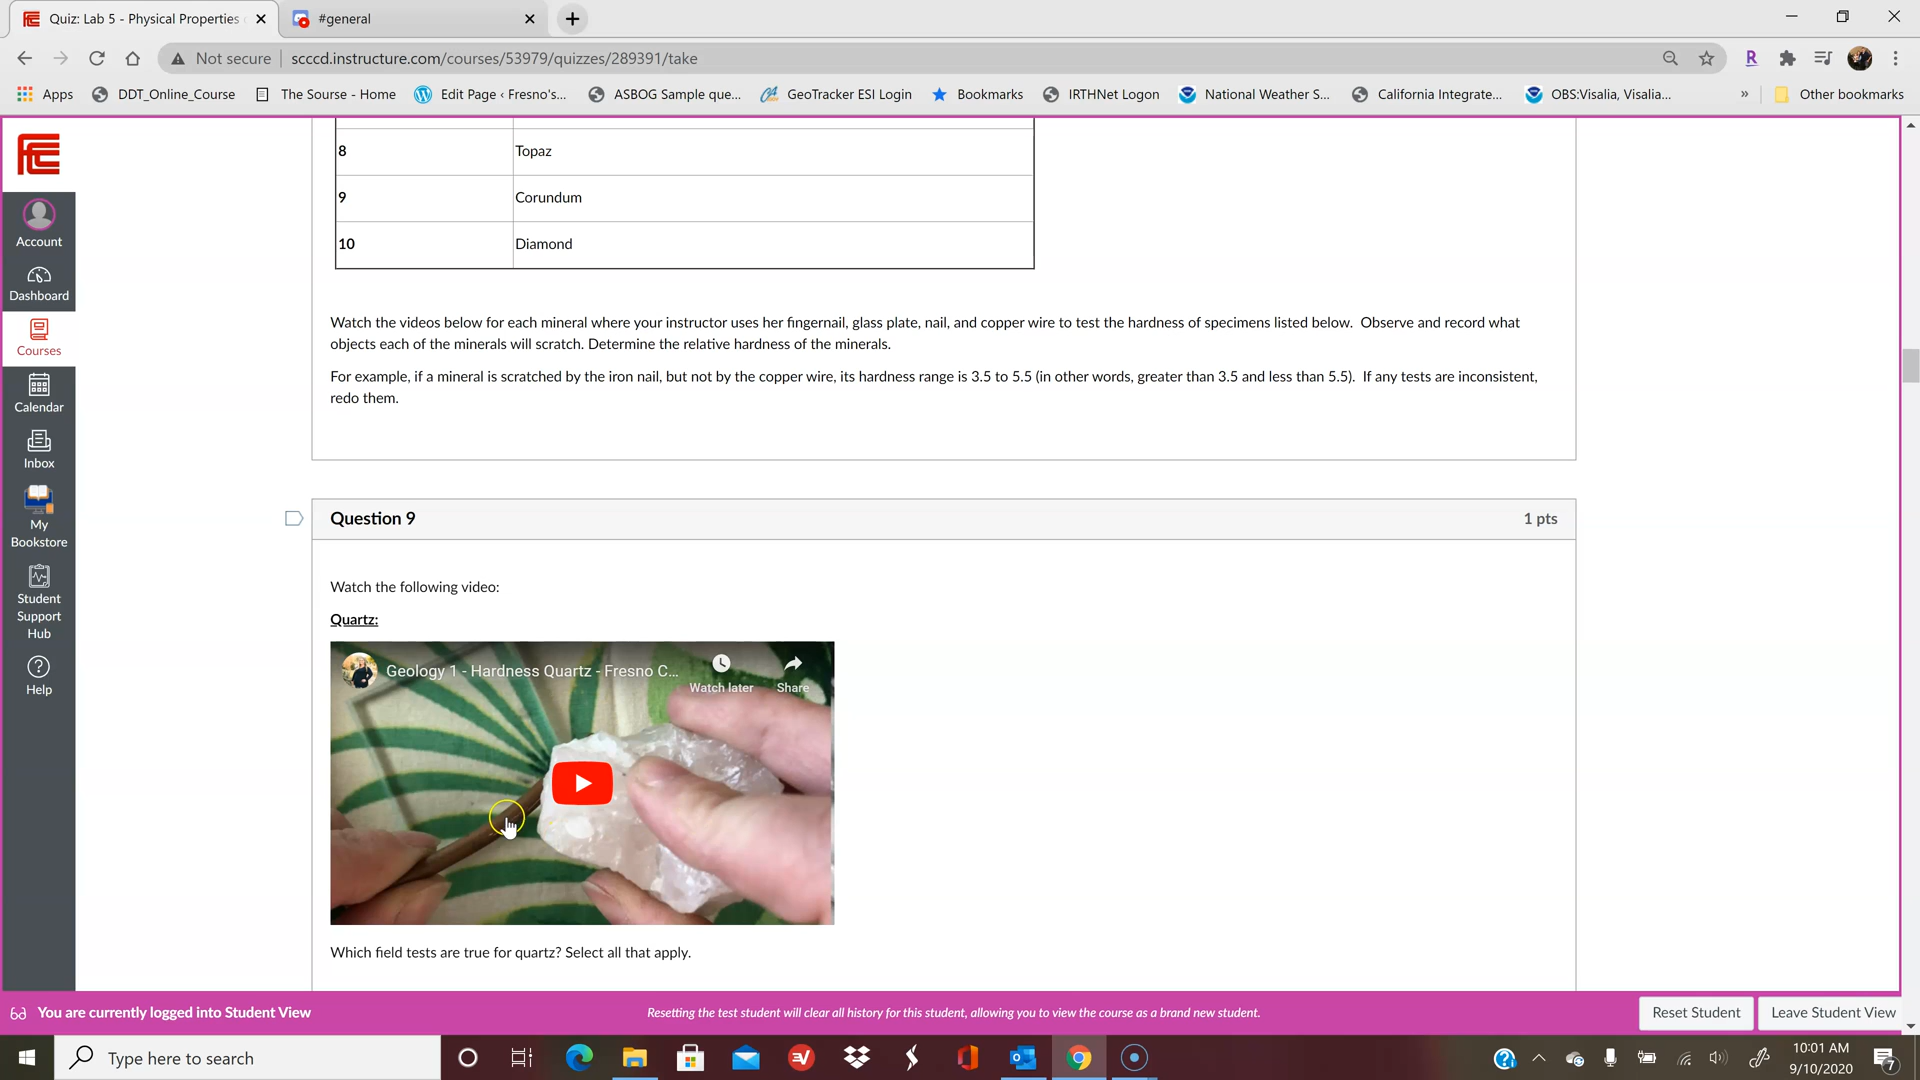 Quiz: Lab 5 - Physical Properties
#general
Not secure
scccd.instructure.com/courses/53979/quizzes/289391/take
R
Apps
DDT_Online_Course
The Sourse - Home
Edit Page ‹ Fresno's...
ASBOG Sample que...
GeoTracker ESI Login
Bookmarks
IRTHNet Logon
National Weather S...
California Integrate...
OBS:Visalia, Visalia...
»
Other bookmarks
Account
Dashboard
Courses
Calendar
Inbox
My
Bookstore
Student
Support
Hub
Help
8 Topaz
9 Corundum
10 Diamond
Watch the videos below for each mineral where your instructor uses her fingernail, glass plate, nail, and copper wire to test the hardness of specimens listed below. Observe and record what
objects each of the minerals will scratch. Determine the relative hardness of the minerals.
For example, if a mineral is scratched by the iron nail, but not by the copper wire, its hardness range is 3.5 to 5.5 (in other words, greater than 3.5 and less than 5.5). If any tests are inconsistent,
redo them.
Question 9
1 pts
Watch the following video:
Quartz:
Geology 1 - Hardness Quartz - Fresno C...
Watch later
Share
Which field tests are true for quartz? Select all that apply.
You are currently logged into Student View
Resetting the test student will clear all history for this student, allowing you to view the course as a brand new student.
Reset Student
Leave Student View
Type here to search
10:01 AM
9/10/2020
7